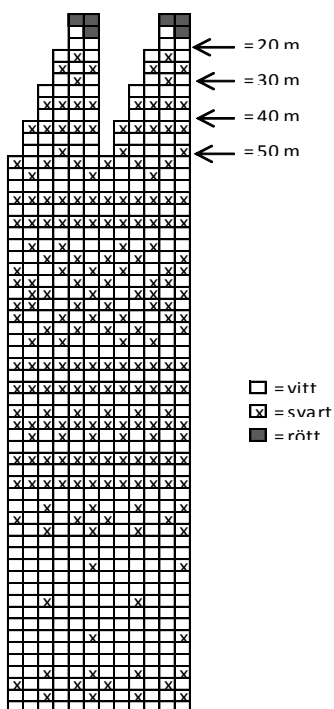 = 20 m
= 30 m
= 40 m
= 50 m
= vitt
x = svart
= rött